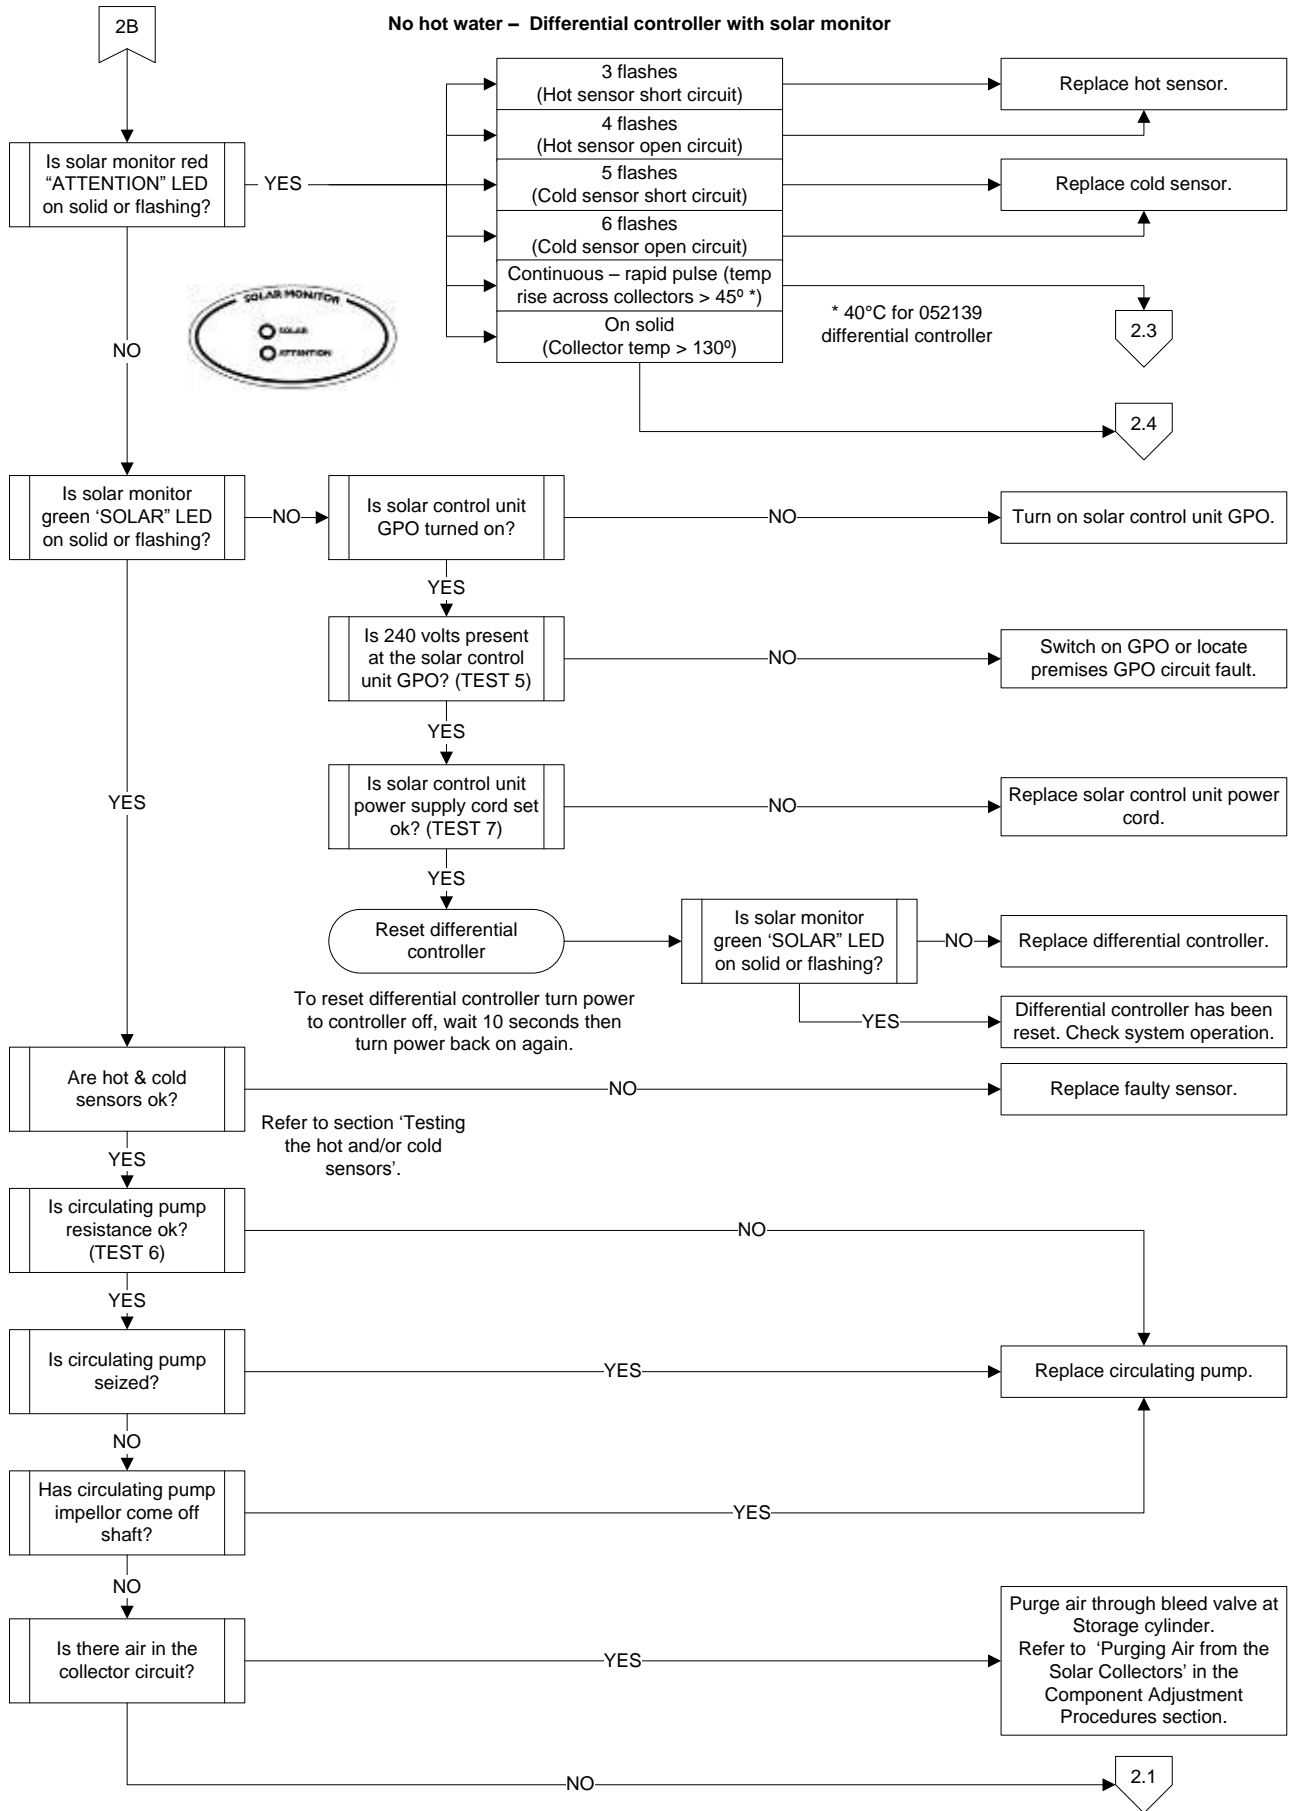 2B
No hot water – Differential controller with solar monitor
3 flashes
(Hot sensor short circuit)
Replace hot sensor.
4 flashes
(Hot sensor open circuit)
Is solar monitor red
“ATTENTION” LED
on solid or flashing?
YES
5 flashes
(Cold sensor short circuit)
Replace cold sensor.
6 flashes
(Cold sensor open circuit)
Continuous – rapid pulse (temp
rise across collectors > 45º *)
* 40°C for 052139
differential controller
2.3
On solid
(Collector temp > 130º)
SOLAR MONITOR
SOLAR
ATTENTION
NO
2.4
Is solar monitor
green ‘SOLAR” LED
on solid or flashing?
NO
Is solar control unit
GPO turned on?
NO
Turn on solar control unit GPO.
YES
Is 240 volts present
at the solar control
unit GPO? (TEST 5)
NO
Switch on GPO or locate
premises GPO circuit fault.
YES
Is solar control unit
power supply cord set
ok? (TEST 7)
NO
Replace solar control unit power
cord.
YES
YES
Reset differential
controller
Is solar monitor
green ‘SOLAR” LED
on solid or flashing?
NO
Replace differential controller.
To reset differential controller turn power
to controller off, wait 10 seconds then
turn power back on again.
YES
Differential controller has been
reset. Check system operation.
Are hot & cold
sensors ok?
NO
Replace faulty sensor.
Refer to section ‘Testing
the hot and/or cold
sensors’.
YES
Is circulating pump
resistance ok?
(TEST 6)
NO
YES
Is circulating pump
seized?
YES
Replace circulating pump.
NO
Has circulating pump
impellor come off
shaft?
YES
NO
Is there air in the
collector circuit?
YES
Purge air through bleed valve at
Storage cylinder.
Refer to ‘Purging Air from the
Solar Collectors’ in the
Component Adjustment
Procedures section.
NO
2.1